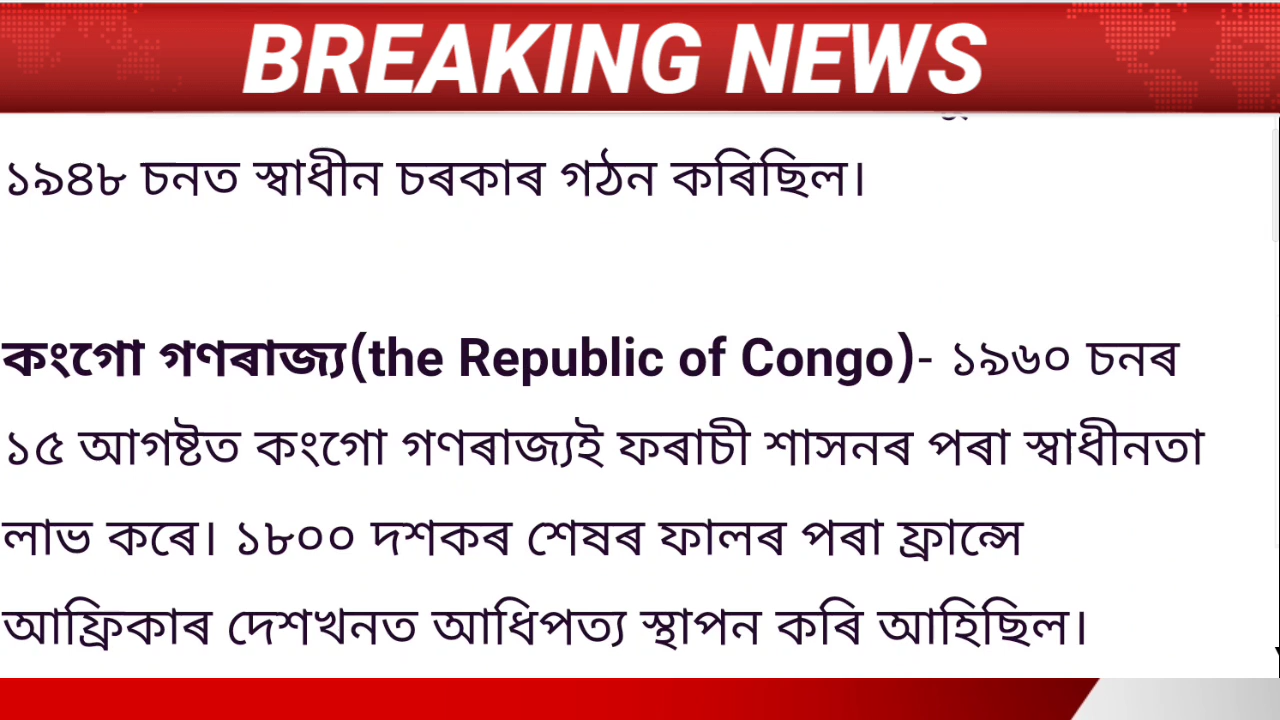 BREAKING NEWS
১৯৪৮ চনত স্বাধীন চৰকাৰ গঠন কৰিছিল।
কংগো গণৰাজ্য(the Republic of Congo)- ১৯৬০ চনৰ
১৫ আগষ্টত কংগো গণৰাজ্যই ফৰাচী শাসনৰ পৰা স্বাধীনতা
লাভ কৰে। ১৮০০ দশকৰ শেষৰ ফালৰ পৰা ফ্ৰান্সে
আফ্ৰিকাৰ দেশখনত আধিপত্য স্থাপন কৰি আহিছিল।